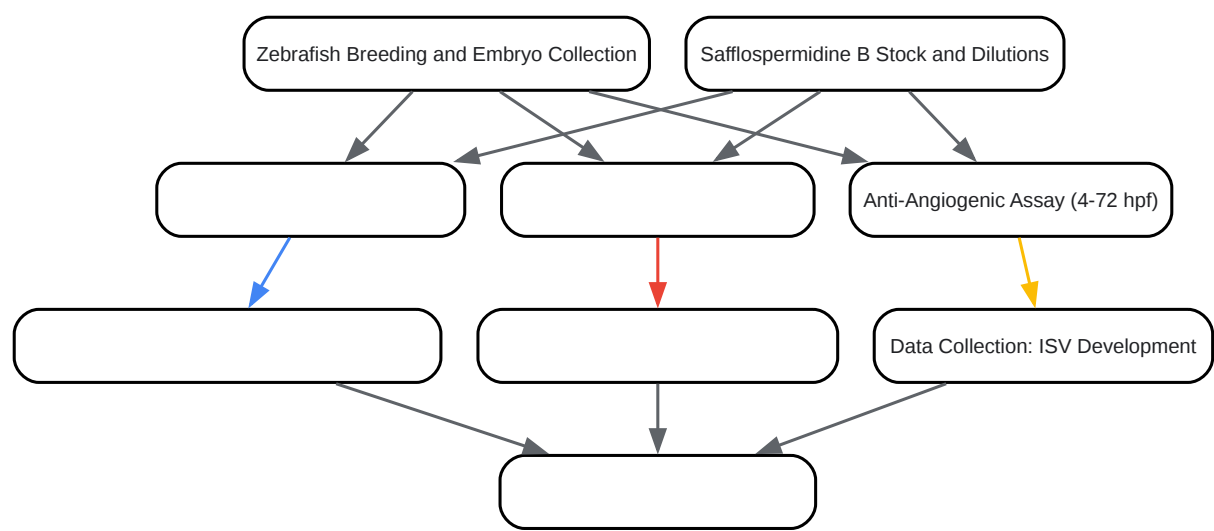 Zebrafish Breeding and Embryo Collection
Safflospermidine B Stock and Dilutions
Anti-Angiogenic Assay (4-72 hpf)
Data Collection: ISV Development